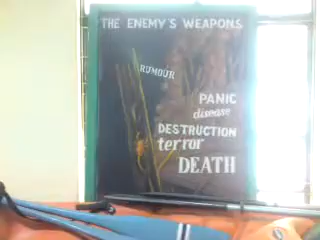 THE ENEMY'S WEAPONS
RUMOUR
PANIC
disease
DESTRUCTION
terror
DEATH